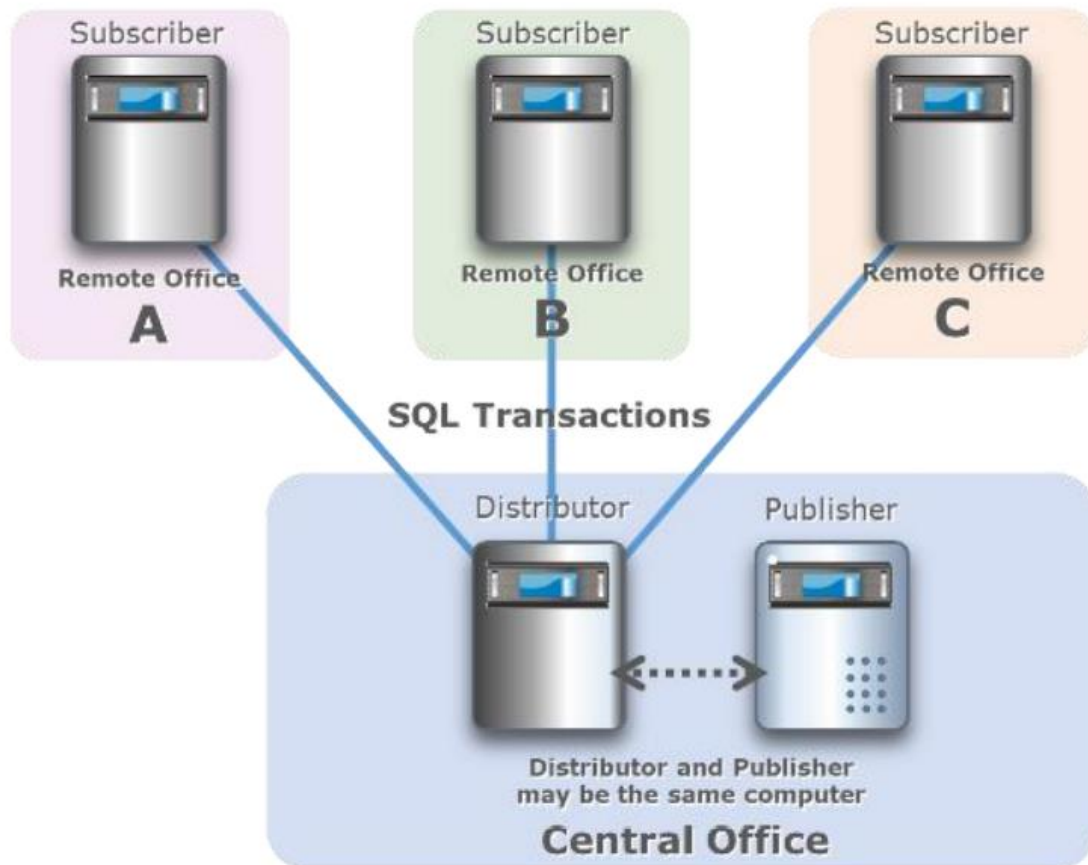 Subscriber
Subscriber
Subscriber
Remote Office
A
Remote Office
B
Remote Office
C
SQL Transactions
Distributor
Publisher
Distributor and Publisher
may be the same computer
Central Office